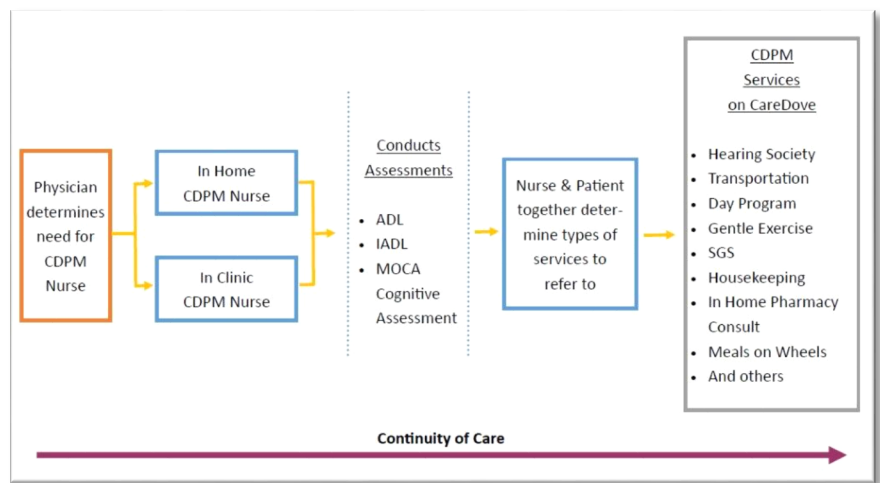 Physician
determines
need for
CDPM
Nurse
In Home
CDPM Nurse
In Clinic
CDPM Nurse
Conducts
Assessments
• ADL
• IADL
• MOCA
Cognitive
Assessment
Nurse & Patient
together deter-
mine types of
services to
refer to
CDPM
Services
on CareDove
• Hearing Society
• Transportation
• Day Program
• Gentle Exercise
• SGS
• Housekeeping
• In Home Pharmacy
Consult
• Meals on Wheels
• And others
Continuity of Care